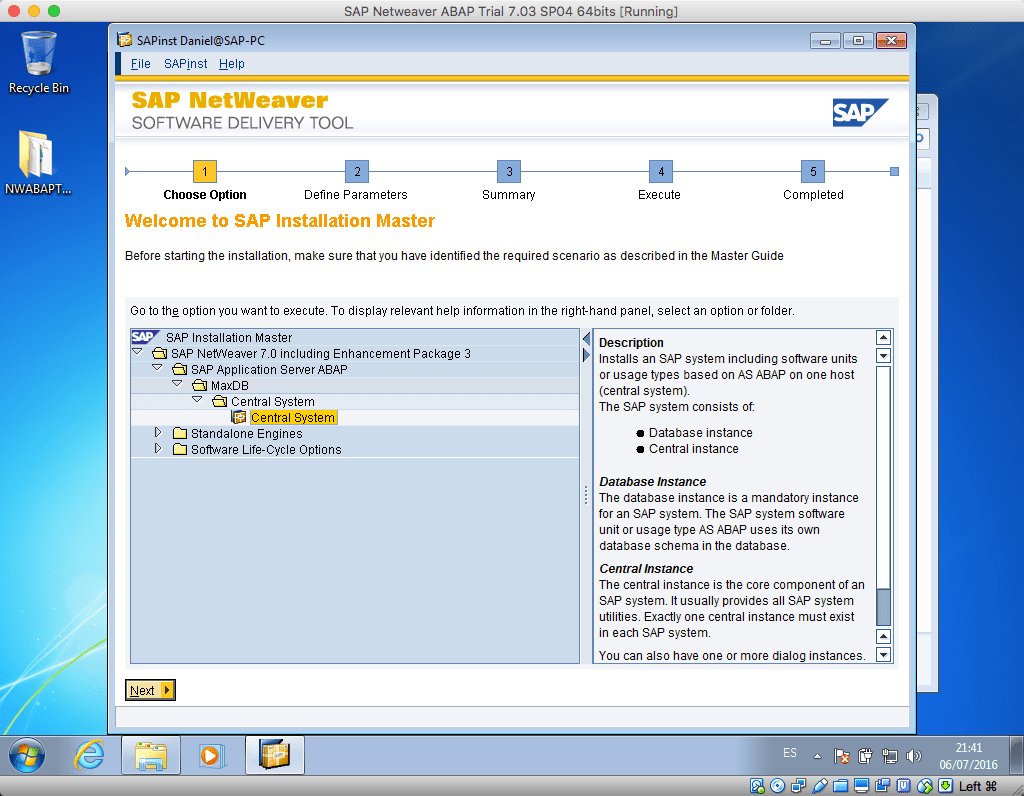 SAP Netweaver ABAP Trial 7.03 SP04 64bits [Running]
Recycle Bin
NWABAPT...
SAPinst Daniel@SAP-PC
File SAPinst Help
SAP NetWeaver
SOFTWARE DELIVERY TOOL
SAP
1 2 3 4 5
Choose Option Define Parameters Summary Execute Completed
Welcome to SAP Installation Master
Before starting the installation, make sure that you have identified the required scenario as described in the Master Guide
Go to the option you want to execute. To display relevant help information in the right-hand panel, select an option or folder.
SAP SAP Installation Master
SAP NetWeaver 7.0 including Enhancement Package 3
SAP Application Server ABAP
MaxDB
Central System
Central System
Standalone Engines
Software Life-Cycle Options
Description
Installs an SAP system including software units
or usage types based on AS ABAP on one host
(central system).
The SAP system consists of:
Database instance
Central instance
Database Instance
The database instance is a mandatory instance
for an SAP system. The SAP system software
unit or usage type AS ABAP uses its own
database schema in the database.
Central Instance
The central instance is the core component of an
SAP system. It usually provides all SAP system
utilities. Exactly one central instance must exist
in each SAP system.
You can also have one or more dialog instances.
Next
ES
21:41
06/07/2016
Left ⌘